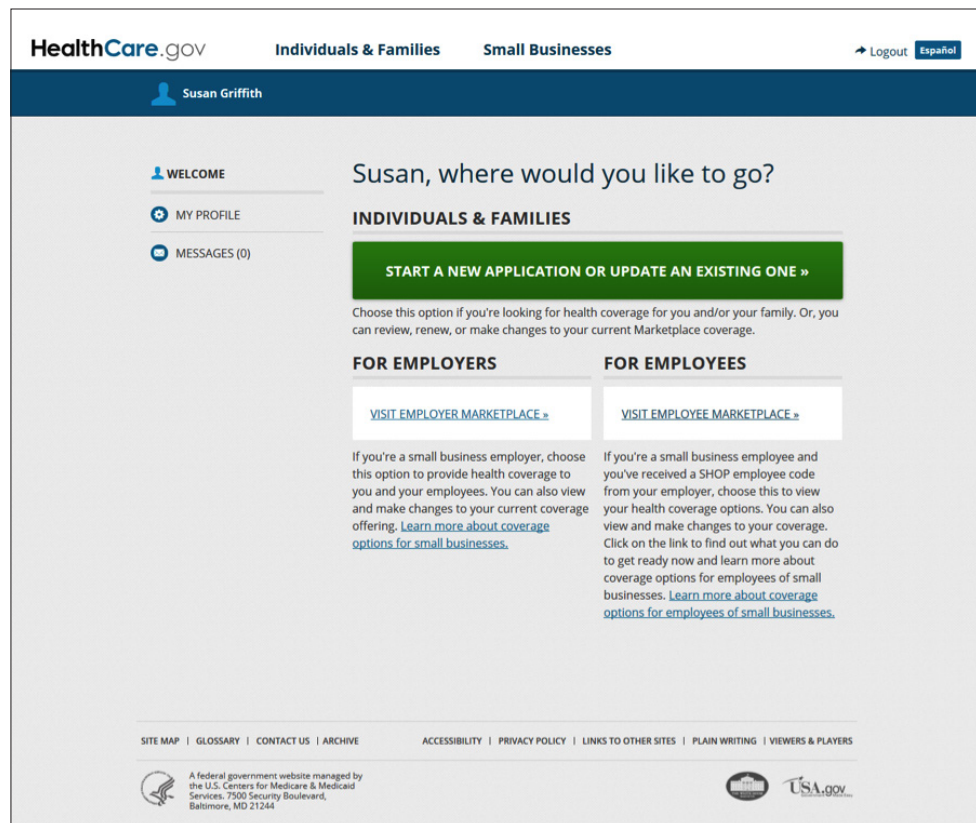 HealthCare.gov
Individuals & Families
Small Businesses
Logout
Español
Susan Griffith
WELCOME
MY PROFILE
MESSAGES (0)
Susan, where would you like to go?
INDIVIDUALS & FAMILIES
START A NEW APPLICATION OR UPDATE AN EXISTING ONE »
Choose this option if you're looking for health coverage for you and/or your family. Or, you
can review, renew, or make changes to your current Marketplace coverage.
FOR EMPLOYERS
VISIT EMPLOYER MARKETPLACE »
If you're a small business employer, choose
this option to provide health coverage to
you and your employees. You can also view
and make changes to your current coverage
offering. Learn more about coverage
options for small businesses.
FOR EMPLOYEES
VISIT EMPLOYEE MARKETPLACE »
If you're a small business employee and
you've received a SHOP employee code
from your employer, choose this to view
your health coverage options. You can also
view and make changes to your coverage.
Click on the link to find out what you can do
to get ready now and learn more about
coverage options for employees of small
businesses. Learn more about coverage
options for employees of small businesses.
SITE MAP | GLOSSARY | CONTACT US | ARCHIVE
ACCESSIBILITY | PRIVACY POLICY | LINKS TO OTHER SITES | PLAIN WRITING | VIEWERS & PLAYERS
A federal government website managed by
the U.S. Centers for Medicare & Medicaid
Services. 7500 Security Boulevard,
Baltimore, MD 21244
USA.gov